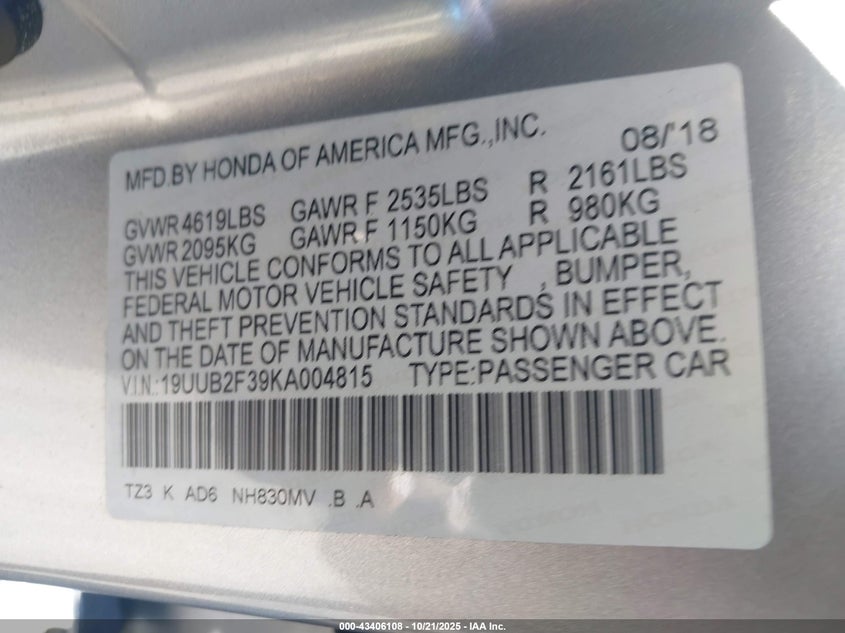 MFD.BY HONDA OF AMERICA MFG.,INC. 08/'18
GVWR 4619LBS GAWR F 2535LBS R 2161LBS
GVWR 2095KG GAWR F 1150KG R 980KG
THIS VEHICLE CONFORMS TO ALL APPLICABLE
FEDERAL MOTOR VEHICLE SAFETY , BUMPER,
AND THEFT PREVENTION STANDARDS IN EFFECT
ON THE DATE OF MANUFACTURE SHOWN ABOVE.
V.I.N.:19UUB2F39KA004815 TYPE:PASSENGER CAR
TZ3 K AD6 NH830MV .B .A
000-43406108 - 10/21/2025 - IAA Inc.